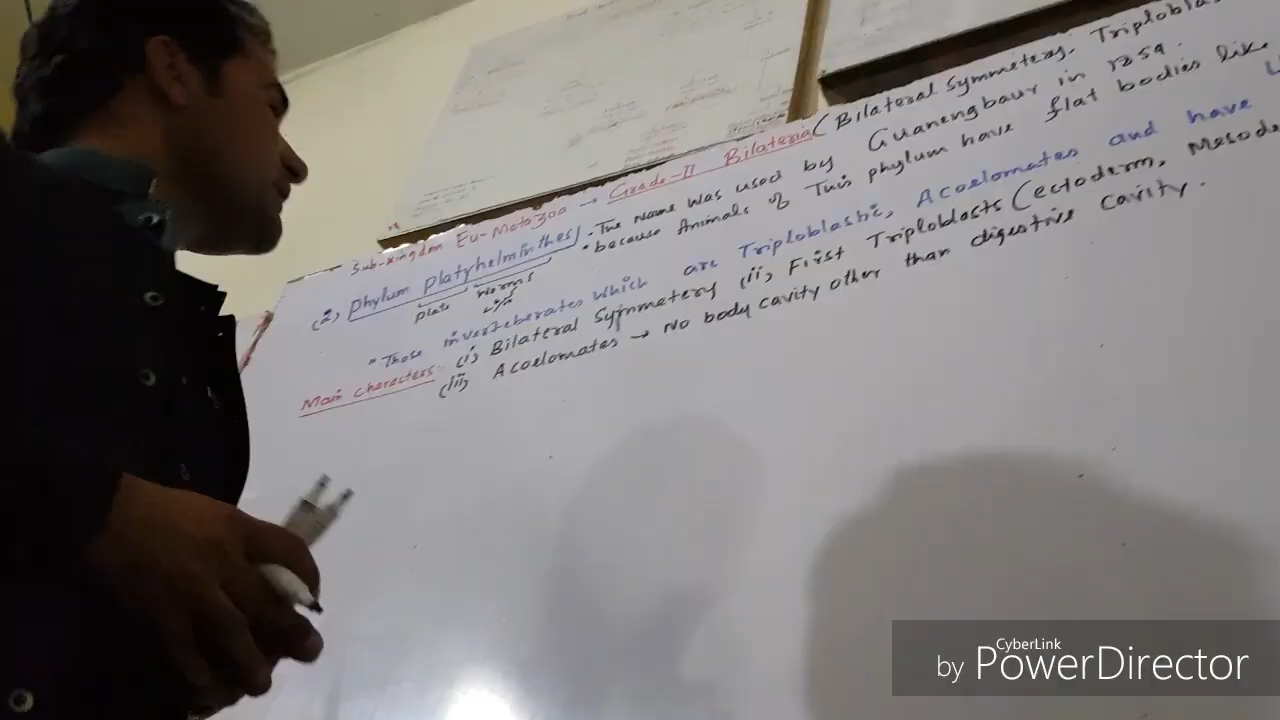 Sub-kingdom Eu-Metozoa → Grade-II Bilateria (Bilateral Symmetery. Triplobla
(2) Phylum Platyhelminthes). The Name was used by Guanengbaur in 1859.
Plate Worms "because Animals of This phylum have flat bodies like
"Those inverteberates which are Triploblastic, Acoelomates and have
Main characters:- (i) Bilateral Symmetery (ii) First Triploblasts (ectoderm, Mesode
(iii) Acoelomates → No body cavity other than digestive cavity.
CyberLink
by PowerDirector